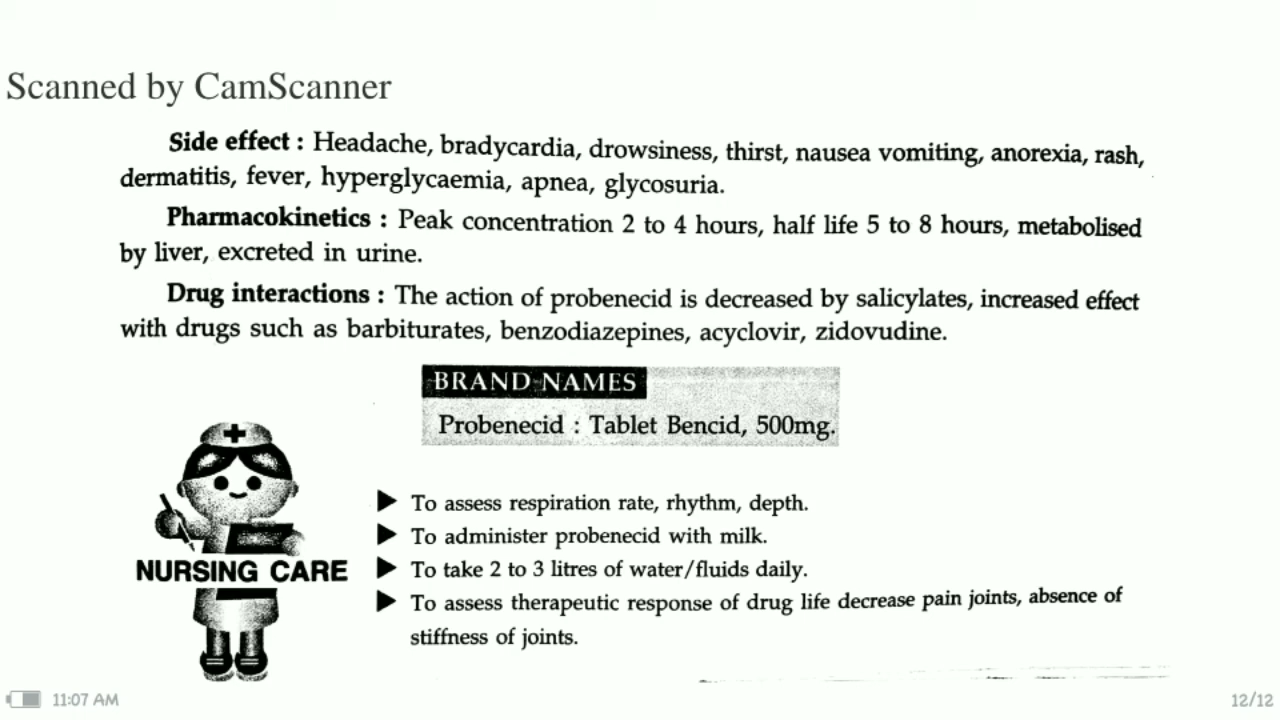 Scanned by CamScanner
Side effect : Headache, bradycardia, drowsiness, thirst, nausea vomiting, anorexia, rash,
dermatitis, fever, hyperglycaemia, apnea, glycosuria.
Pharmacokinetics : Peak concentration 2 to 4 hours, half life 5 to 8 hours, metabolised
by liver, excreted in urine.
Drug interactions : The action of probenecid is decreased by salicylates, increased effect
with drugs such as barbiturates, benzodiazepines, acyclovir, zidovudine.
BRAND NAMES
Probenecid : Tablet Bencid, 500mg.
NURSING CARE
To assess respiration rate, rhythm, depth.
To administer probenecid with milk.
To take 2 to 3 litres of water/fluids daily.
To assess therapeutic response of drug life decrease pain joints, absence of
stiffness of joints.
11:07 AM
12/12